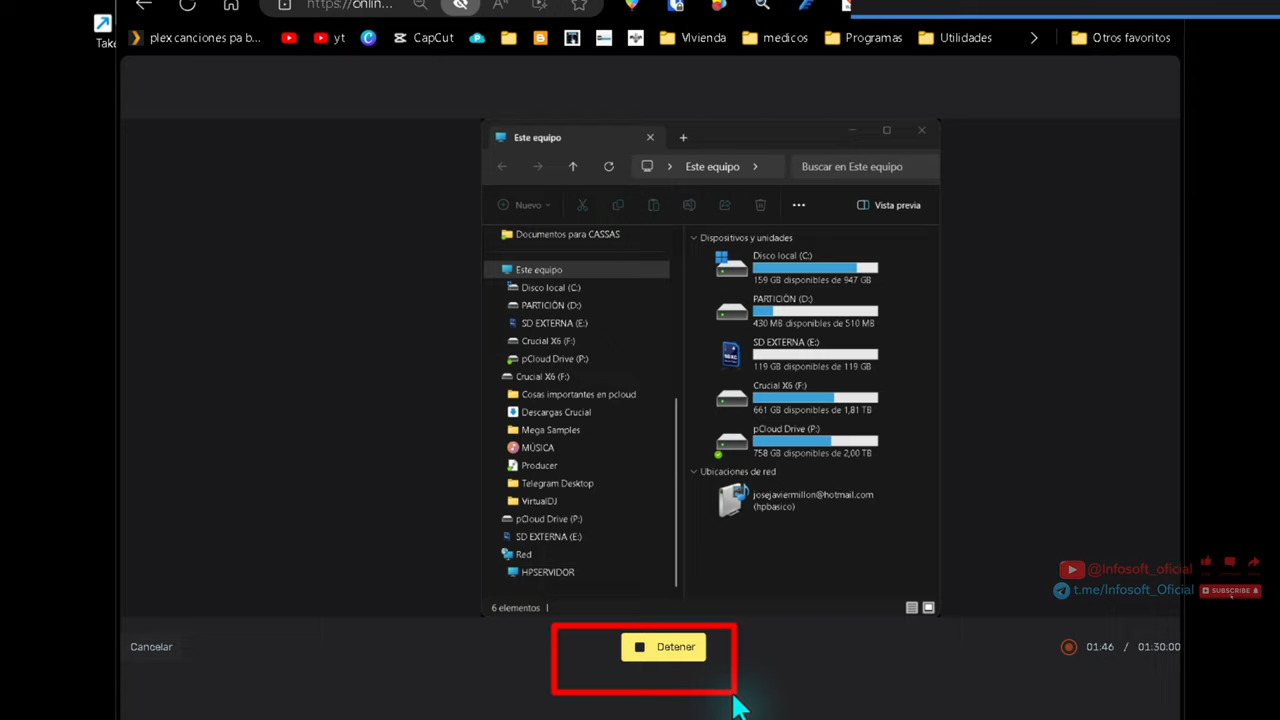 https://onlin...
Take
plex canciones pa b...
yt
CapCut
VIvienda
medicos
Programas
Utilidades
Otros favoritos
Este equipo
Este equipo
Buscar en Este equipo
Nuevo
Vista previa
Documentos para CASSAS
Este equipo
Disco local (C:)
PARTICIÓN (D:)
SD EXTERNA (E:)
Crucial X6 (F:)
pCloud Drive (P:)
Crucial X6 (F:)
Cosas importantes en pcloud
Descargas Crucial
Mega Samples
MÚSICA
Producer
Telegram Desktop
VirtualDJ
pCloud Drive (P:)
SD EXTERNA (E:)
Red
HPSERVIDOR
Dispositivos y unidades
Disco local (C:)
159 GB disponibles de 947 GB
PARTICIÓN (D:)
430 MB disponibles de 510 MB
SD EXTERNA (E:)
119 GB disponibles de 119 GB
Crucial X6 (F:)
661 GB disponibles de 1,81 TB
pCloud Drive (P:)
758 GB disponibles de 2,00 TB
Ubicaciones de red
josejaviermillon@hotmail.com
(hpbasico)
6 elementos
@Infosoft_oficial
t.me/Infosoft_Oficial
SUBSCRIBE
Cancelar
Detener
01:46 / 01:30:00